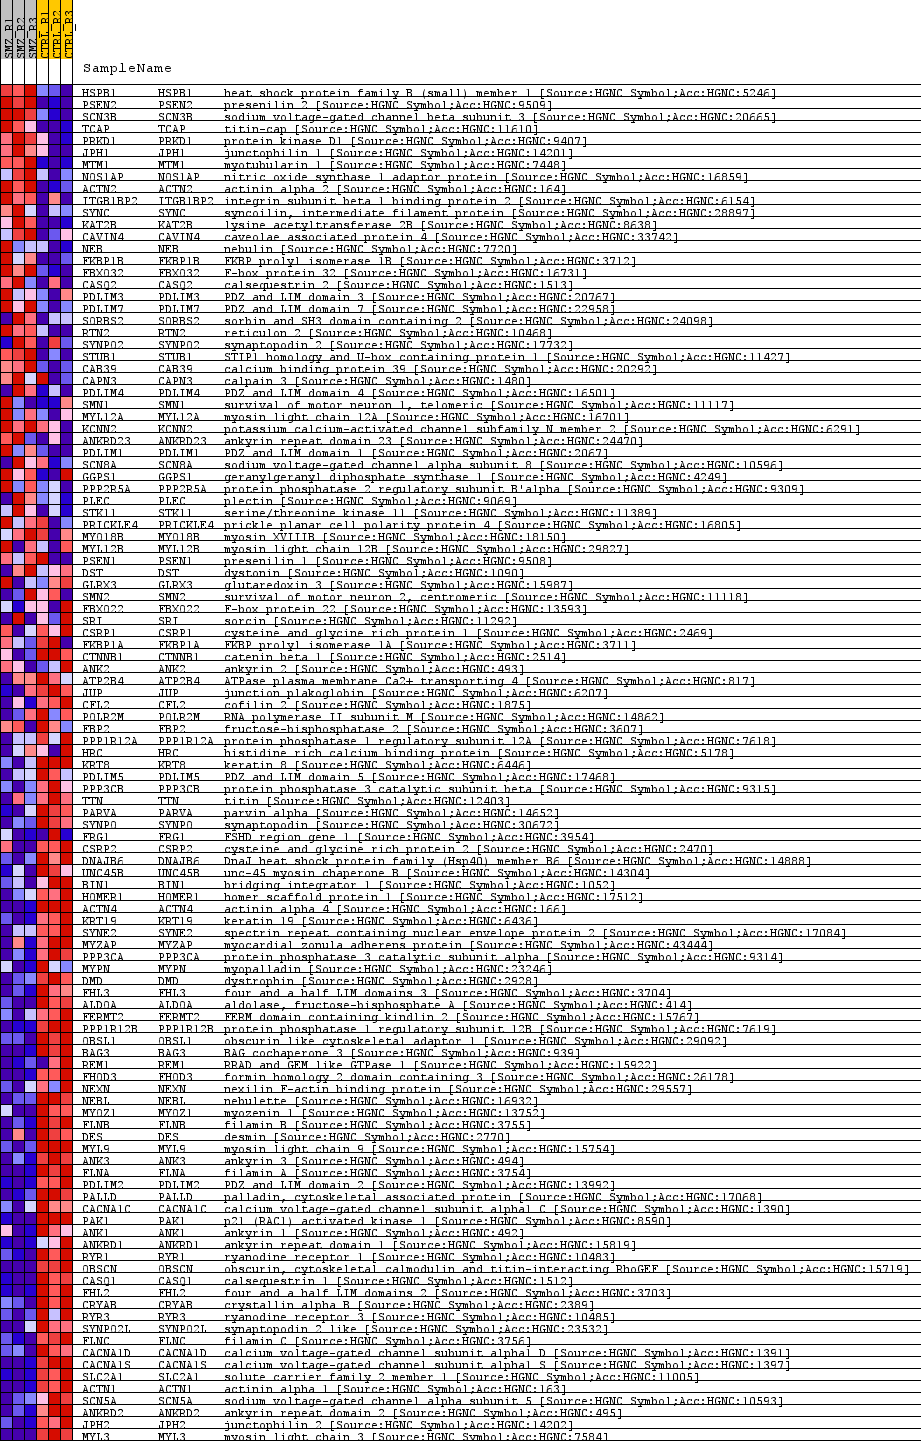 SMZ_R1
SMZ_R2
SMZ_R3
CTRL_R1
CTRL_R2
CTRL_R3
SampleName
HSPB1 HSPB1 heat shock protein family B (small) member 1 [Source:HGNC Symbol;Acc:HGNC:5246]
PSEN2 PSEN2 presenilin 2 [Source:HGNC Symbol;Acc:HGNC:9509]
SCN3B SCN3B sodium voltage-gated channel beta subunit 3 [Source:HGNC Symbol;Acc:HGNC:20665]
TCAP TCAP titin-cap [Source:HGNC Symbol;Acc:HGNC:11610]
PRKD1 PRKD1 protein kinase D1 [Source:HGNC Symbol;Acc:HGNC:9407]
JPH1 JPH1 junctophilin 1 [Source:HGNC Symbol;Acc:HGNC:14201]
MTM1 MTM1 myotubularin 1 [Source:HGNC Symbol;Acc:HGNC:7448]
NOS1AP NOS1AP nitric oxide synthase 1 adaptor protein [Source:HGNC Symbol;Acc:HGNC:16859]
ACTN2 ACTN2 actinin alpha 2 [Source:HGNC Symbol;Acc:HGNC:164]
ITGB1BP2 ITGB1BP2 integrin subunit beta 1 binding protein 2 [Source:HGNC Symbol;Acc:HGNC:6154]
SYNC SYNC syncoilin, intermediate filament protein [Source:HGNC Symbol;Acc:HGNC:28897]
KAT2B KAT2B lysine acetyltransferase 2B [Source:HGNC Symbol;Acc:HGNC:8638]
CAVIN4 CAVIN4 caveolae associated protein 4 [Source:HGNC Symbol;Acc:HGNC:33742]
NEB NEB nebulin [Source:HGNC Symbol;Acc:HGNC:7720]
FKBP1B FKBP1B FKBP prolyl isomerase 1B [Source:HGNC Symbol;Acc:HGNC:3712]
FBXO32 FBXO32 F-box protein 32 [Source:HGNC Symbol;Acc:HGNC:16731]
CASQ2 CASQ2 calsequestrin 2 [Source:HGNC Symbol;Acc:HGNC:1513]
PDLIM3 PDLIM3 PDZ and LIM domain 3 [Source:HGNC Symbol;Acc:HGNC:20767]
PDLIM7 PDLIM7 PDZ and LIM domain 7 [Source:HGNC Symbol;Acc:HGNC:22958]
SORBS2 SORBS2 sorbin and SH3 domain containing 2 [Source:HGNC Symbol;Acc:HGNC:24098]
RTN2 RTN2 reticulon 2 [Source:HGNC Symbol;Acc:HGNC:10468]
SYNPO2 SYNPO2 synaptopodin 2 [Source:HGNC Symbol;Acc:HGNC:17732]
STUB1 STUB1 STIP1 homology and U-box containing protein 1 [Source:HGNC Symbol;Acc:HGNC:11427]
CAB39 CAB39 calcium binding protein 39 [Source:HGNC Symbol;Acc:HGNC:20292]
CAPN3 CAPN3 calpain 3 [Source:HGNC Symbol;Acc:HGNC:1480]
PDLIM4 PDLIM4 PDZ and LIM domain 4 [Source:HGNC Symbol;Acc:HGNC:16501]
SMN1 SMN1 survival of motor neuron 1, telomeric [Source:HGNC Symbol;Acc:HGNC:11117]
MYL12A MYL12A myosin light chain 12A [Source:HGNC Symbol;Acc:HGNC:16701]
KCNN2 KCNN2 potassium calcium-activated channel subfamily N member 2 [Source:HGNC Symbol;Acc:HGNC:6291]
ANKRD23 ANKRD23 ankyrin repeat domain 23 [Source:HGNC Symbol;Acc:HGNC:24470]
PDLIM1 PDLIM1 PDZ and LIM domain 1 [Source:HGNC Symbol;Acc:HGNC:2067]
SCN8A SCN8A sodium voltage-gated channel alpha subunit 8 [Source:HGNC Symbol;Acc:HGNC:10596]
GGPS1 GGPS1 geranylgeranyl diphosphate synthase 1 [Source:HGNC Symbol;Acc:HGNC:4249]
PPP2R5A PPP2R5A protein phosphatase 2 regulatory subunit B'alpha [Source:HGNC Symbol;Acc:HGNC:9309]
PLEC PLEC plectin [Source:HGNC Symbol;Acc:HGNC:9069]
STK11 STK11 serine/threonine kinase 11 [Source:HGNC Symbol;Acc:HGNC:11389]
PRICKLE4 PRICKLE4 prickle planar cell polarity protein 4 [Source:HGNC Symbol;Acc:HGNC:16805]
MYO18B MYO18B myosin XVIIIB [Source:HGNC Symbol;Acc:HGNC:18150]
MYL12B MYL12B myosin light chain 12B [Source:HGNC Symbol;Acc:HGNC:29827]
PSEN1 PSEN1 presenilin 1 [Source:HGNC Symbol;Acc:HGNC:9508]
DST DST dystonin [Source:HGNC Symbol;Acc:HGNC:1090]
GLRX3 GLRX3 glutaredoxin 3 [Source:HGNC Symbol;Acc:HGNC:15987]
SMN2 SMN2 survival of motor neuron 2, centromeric [Source:HGNC Symbol;Acc:HGNC:11118]
FBXO22 FBXO22 F-box protein 22 [Source:HGNC Symbol;Acc:HGNC:13593]
SRI SRI sorcin [Source:HGNC Symbol;Acc:HGNC:11292]
CSRP1 CSRP1 cysteine and glycine rich protein 1 [Source:HGNC Symbol;Acc:HGNC:2469]
FKBP1A FKBP1A FKBP prolyl isomerase 1A [Source:HGNC Symbol;Acc:HGNC:3711]
CTNNB1 CTNNB1 catenin beta 1 [Source:HGNC Symbol;Acc:HGNC:2514]
ANK2 ANK2 ankyrin 2 [Source:HGNC Symbol;Acc:HGNC:493]
ATP2B4 ATP2B4 ATPase plasma membrane Ca2+ transporting 4 [Source:HGNC Symbol;Acc:HGNC:817]
JUP JUP junction plakoglobin [Source:HGNC Symbol;Acc:HGNC:6207]
CFL2 CFL2 cofilin 2 [Source:HGNC Symbol;Acc:HGNC:1875]
POLR2M POLR2M RNA polymerase II subunit M [Source:HGNC Symbol;Acc:HGNC:14862]
FBP2 FBP2 fructose-bisphosphatase 2 [Source:HGNC Symbol;Acc:HGNC:3607]
PPP1R12A PPP1R12A protein phosphatase 1 regulatory subunit 12A [Source:HGNC Symbol;Acc:HGNC:7618]
HRC HRC histidine rich calcium binding protein [Source:HGNC Symbol;Acc:HGNC:5178]
KRT8 KRT8 keratin 8 [Source:HGNC Symbol;Acc:HGNC:6446]
PDLIM5 PDLIM5 PDZ and LIM domain 5 [Source:HGNC Symbol;Acc:HGNC:17468]
PPP3CB PPP3CB protein phosphatase 3 catalytic subunit beta [Source:HGNC Symbol;Acc:HGNC:9315]
TTN TTN titin [Source:HGNC Symbol;Acc:HGNC:12403]
PARVA PARVA parvin alpha [Source:HGNC Symbol;Acc:HGNC:14652]
SYNPO SYNPO synaptopodin [Source:HGNC Symbol;Acc:HGNC:30672]
FRG1 FRG1 FSHD region gene 1 [Source:HGNC Symbol;Acc:HGNC:3954]
CSRP2 CSRP2 cysteine and glycine rich protein 2 [Source:HGNC Symbol;Acc:HGNC:2470]
DNAJB6 DNAJB6 DnaJ heat shock protein family (Hsp40) member B6 [Source:HGNC Symbol;Acc:HGNC:14888]
UNC45B UNC45B unc-45 myosin chaperone B [Source:HGNC Symbol;Acc:HGNC:14304]
BIN1 BIN1 bridging integrator 1 [Source:HGNC Symbol;Acc:HGNC:1052]
HOMER1 HOMER1 homer scaffold protein 1 [Source:HGNC Symbol;Acc:HGNC:17512]
ACTN4 ACTN4 actinin alpha 4 [Source:HGNC Symbol;Acc:HGNC:166]
KRT19 KRT19 keratin 19 [Source:HGNC Symbol;Acc:HGNC:6436]
SYNE2 SYNE2 spectrin repeat containing nuclear envelope protein 2 [Source:HGNC Symbol;Acc:HGNC:17084]
MYZAP MYZAP myocardial zonula adherens protein [Source:HGNC Symbol;Acc:HGNC:43444]
PPP3CA PPP3CA protein phosphatase 3 catalytic subunit alpha [Source:HGNC Symbol;Acc:HGNC:9314]
MYPN MYPN myopalladin [Source:HGNC Symbol;Acc:HGNC:23246]
DMD DMD dystrophin [Source:HGNC Symbol;Acc:HGNC:2928]
FHL3 FHL3 four and a half LIM domains 3 [Source:HGNC Symbol;Acc:HGNC:3704]
ALDOA ALDOA aldolase, fructose-bisphosphate A [Source:HGNC Symbol;Acc:HGNC:414]
FERMT2 FERMT2 FERM domain containing kindlin 2 [Source:HGNC Symbol;Acc:HGNC:15767]
PPP1R12B PPP1R12B protein phosphatase 1 regulatory subunit 12B [Source:HGNC Symbol;Acc:HGNC:7619]
OBSL1 OBSL1 obscurin like cytoskeletal adaptor 1 [Source:HGNC Symbol;Acc:HGNC:29092]
BAG3 BAG3 BAG cochaperone 3 [Source:HGNC Symbol;Acc:HGNC:939]
REM1 REM1 RRAD and GEM like GTPase 1 [Source:HGNC Symbol;Acc:HGNC:15922]
FHOD3 FHOD3 formin homology 2 domain containing 3 [Source:HGNC Symbol;Acc:HGNC:26178]
NEXN NEXN nexilin F-actin binding protein [Source:HGNC Symbol;Acc:HGNC:29557]
NEBL NEBL nebulette [Source:HGNC Symbol;Acc:HGNC:16932]
MYOZ1 MYOZ1 myozenin 1 [Source:HGNC Symbol;Acc:HGNC:13752]
FLNB FLNB filamin B [Source:HGNC Symbol;Acc:HGNC:3755]
DES DES desmin [Source:HGNC Symbol;Acc:HGNC:2770]
MYL9 MYL9 myosin light chain 9 [Source:HGNC Symbol;Acc:HGNC:15754]
ANK3 ANK3 ankyrin 3 [Source:HGNC Symbol;Acc:HGNC:494]
FLNA FLNA filamin A [Source:HGNC Symbol;Acc:HGNC:3754]
PDLIM2 PDLIM2 PDZ and LIM domain 2 [Source:HGNC Symbol;Acc:HGNC:13992]
PALLD PALLD palladin, cytoskeletal associated protein [Source:HGNC Symbol;Acc:HGNC:17068]
CACNA1C CACNA1C calcium voltage-gated channel subunit alpha1 C [Source:HGNC Symbol;Acc:HGNC:1390]
PAK1 PAK1 p21 (RAC1) activated kinase 1 [Source:HGNC Symbol;Acc:HGNC:8590]
ANK1 ANK1 ankyrin 1 [Source:HGNC Symbol;Acc:HGNC:492]
ANKRD1 ANKRD1 ankyrin repeat domain 1 [Source:HGNC Symbol;Acc:HGNC:15819]
RYR1 RYR1 ryanodine receptor 1 [Source:HGNC Symbol;Acc:HGNC:10483]
OBSCN OBSCN obscurin, cytoskeletal calmodulin and titin-interacting RhoGEF [Source:HGNC Symbol;Acc:HGNC:15719]
CASQ1 CASQ1 calsequestrin 1 [Source:HGNC Symbol;Acc:HGNC:1512]
FHL2 FHL2 four and a half LIM domains 2 [Source:HGNC Symbol;Acc:HGNC:3703]
CRYAB CRYAB crystallin alpha B [Source:HGNC Symbol;Acc:HGNC:2389]
RYR3 RYR3 ryanodine receptor 3 [Source:HGNC Symbol;Acc:HGNC:10485]
SYNPO2L SYNPO2L synaptopodin 2 like [Source:HGNC Symbol;Acc:HGNC:23532]
FLNC FLNC filamin C [Source:HGNC Symbol;Acc:HGNC:3756]
CACNA1D CACNA1D calcium voltage-gated channel subunit alpha1 D [Source:HGNC Symbol;Acc:HGNC:1391]
CACNA1S CACNA1S calcium voltage-gated channel subunit alpha1 S [Source:HGNC Symbol;Acc:HGNC:1397]
SLC2A1 SLC2A1 solute carrier family 2 member 1 [Source:HGNC Symbol;Acc:HGNC:11005]
ACTN1 ACTN1 actinin alpha 1 [Source:HGNC Symbol;Acc:HGNC:163]
SCN5A SCN5A sodium voltage-gated channel alpha subunit 5 [Source:HGNC Symbol;Acc:HGNC:10593]
ANKRD2 ANKRD2 ankyrin repeat domain 2 [Source:HGNC Symbol;Acc:HGNC:495]
JPH2 JPH2 junctophilin 2 [Source:HGNC Symbol;Acc:HGNC:14202]
MYL3 MYL3 myosin light chain 3 [Source:HGNC Symbol;Acc:HGNC:7584]